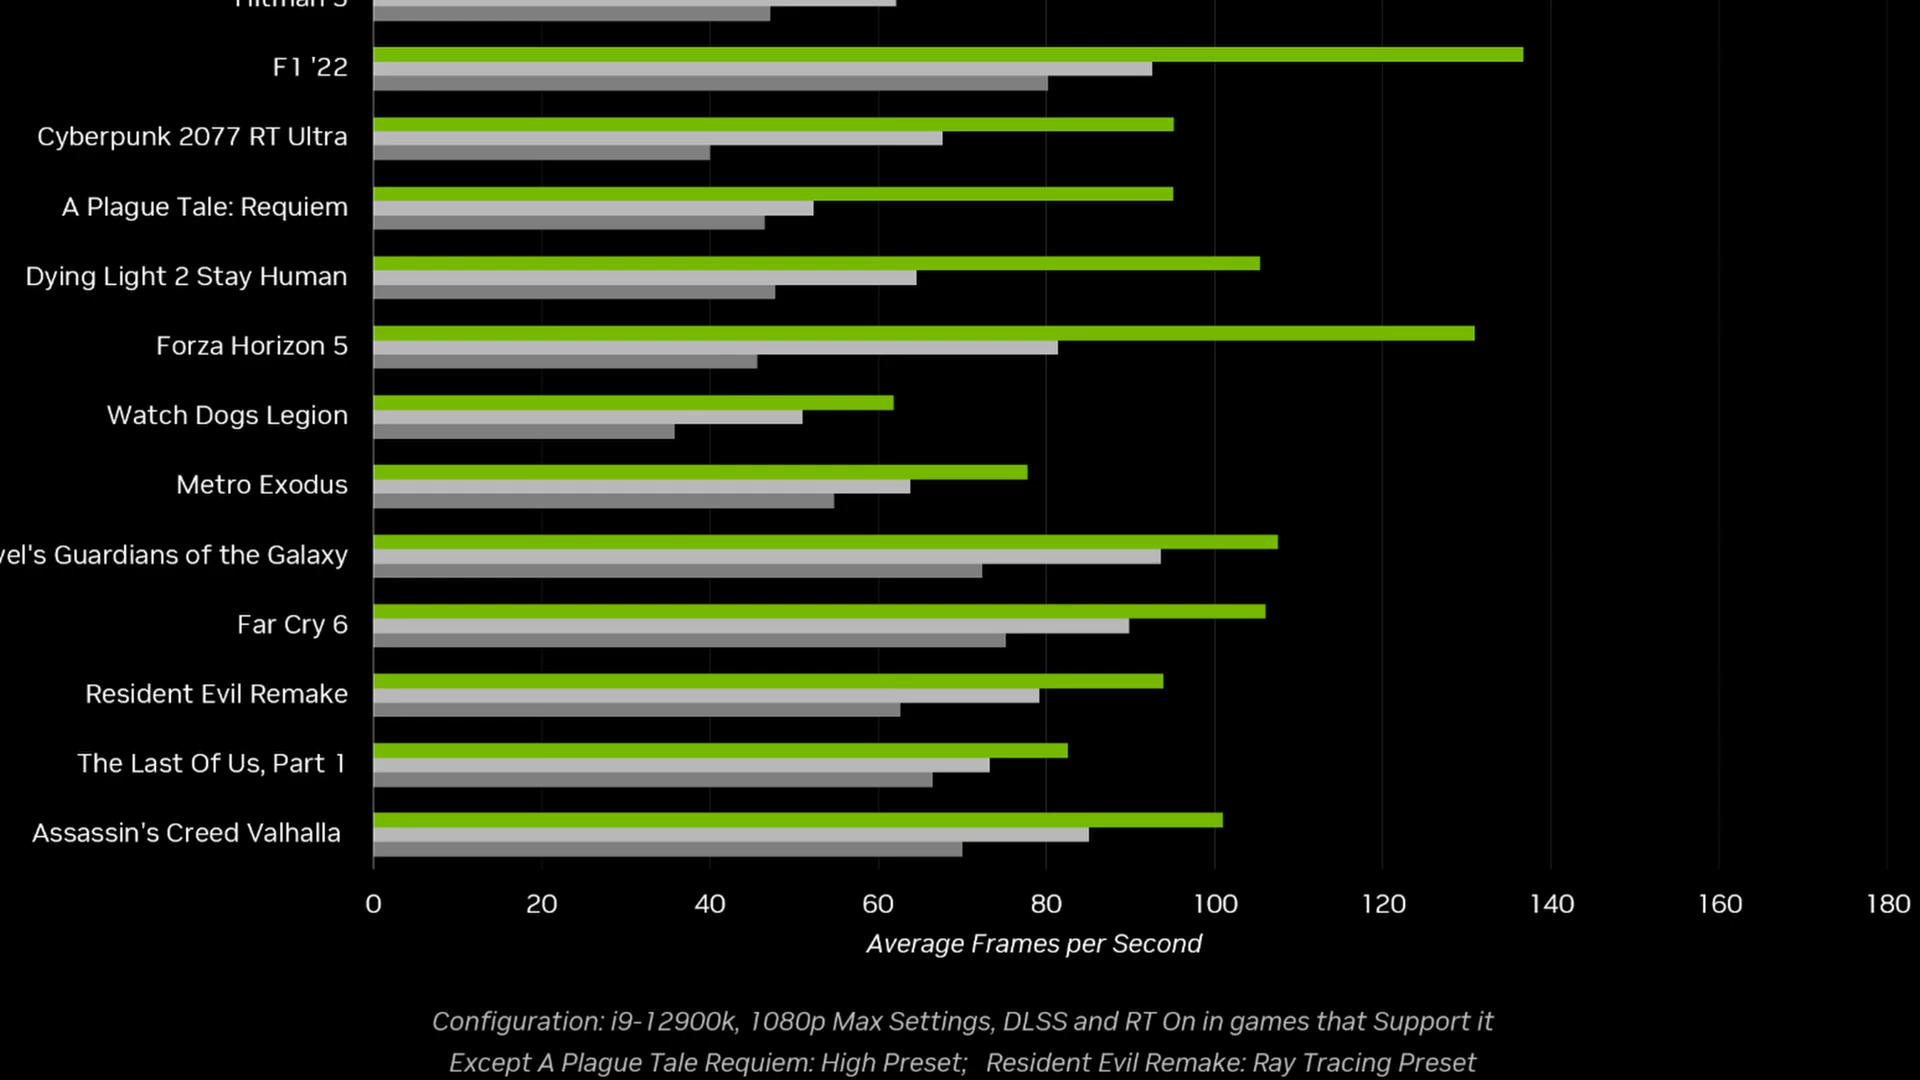 Hitman 3
F1 '22
Cyberpunk 2077 RT Ultra
A Plague Tale: Requiem
Dying Light 2 Stay Human
Forza Horizon 5
Watch Dogs Legion
Metro Exodus
vel's Guardians of the Galaxy
Far Cry 6
Resident Evil Remake
The Last Of Us, Part 1
Assassin's Creed Valhalla
0 20 40 60 80 100 120 140 160 180
Average Frames per Second
Configuration: i9-12900k, 1080p Max Settings, DLSS and RT On in games that Support it
Except A Plague Tale Requiem: High Preset; Resident Evil Remake: Ray Tracing Preset